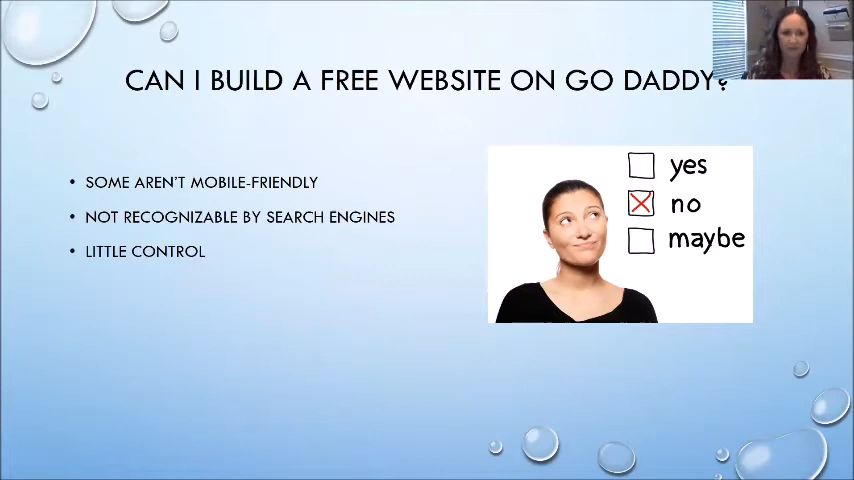 CAN I BUILD A FREE WEBSITE ON GO DADDY?
• SOME AREN'T MOBILE-FRIENDLY
• NOT RECOGNIZABLE BY SEARCH ENGINES
• LITTLE CONTROL
yes
no
maybe